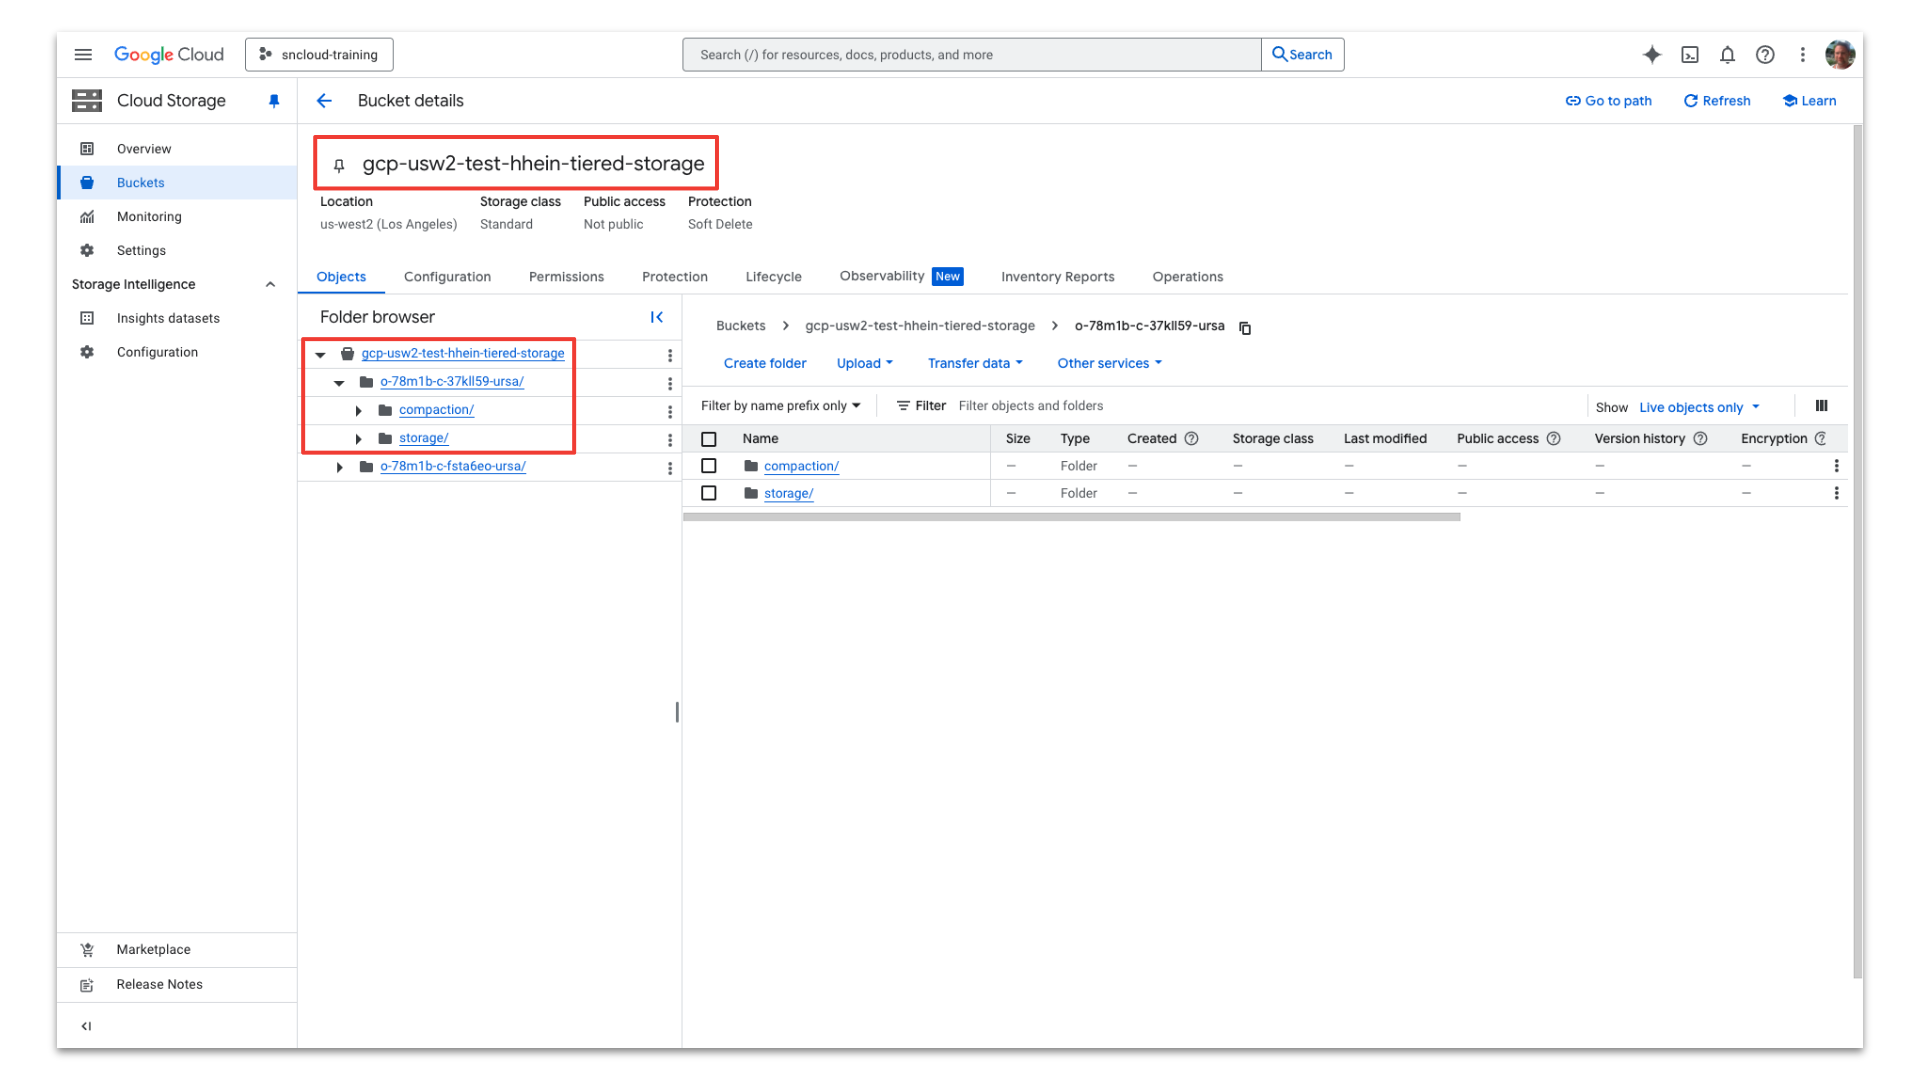 Google Cloud
sncloud-training
Search (/) for resources, docs, products, and more
Search
Cloud Storage
Bucket details
Go to path
Refresh
Learn
Overview
Buckets
Monitoring
Settings
Storage Intelligence
Insights datasets
Configuration
Marketplace
Release Notes
gcp-usw2-test-hhein-tiered-storage
Location Storage class Public access Protection
us-west2 (Los Angeles) Standard Not public Soft Delete
Objects Configuration Permissions Protection Lifecycle Observability New Inventory Reports Operations
Folder browser
gcp-usw2-test-hhein-tiered-storage
o-78m1b-c-37kll59-ursa/
compaction/
storage/
o-78m1b-c-fsta6eo-ursa/
Buckets > gcp-usw2-test-hhein-tiered-storage > o-78m1b-c-37kll59-ursa
Create folder Upload Transfer data Other services
Filter by name prefix only Filter Filter objects and folders Show Live objects only
Name Size Type Created Storage class Last modified Public access Version history Encryption
compaction/ – Folder – – – – – –
storage/ – Folder – – – – – –